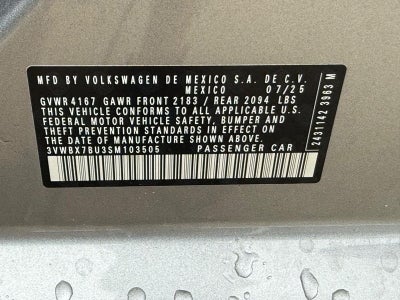 MFD BY VOLKSWAGEN DE MEXICO S.A. DE C.V.
MEXICO 07/25
GVWR 4167 GAWR FRONT 2183 / REAR 2094 LBS
THIS VEHICLE CONFORMS TO ALL APPLICABLE U.S.
FEDERAL MOTOR VEHICLE SAFETY, BUMPER AND
THEFT PREVENTION STANDARDS IN EFFECT ON THE
DATE OF MANUFACTURE SHOWN ABOVE.
3VWBX7BU3SM103505 PASSENGER CAR
2431142 3963 M